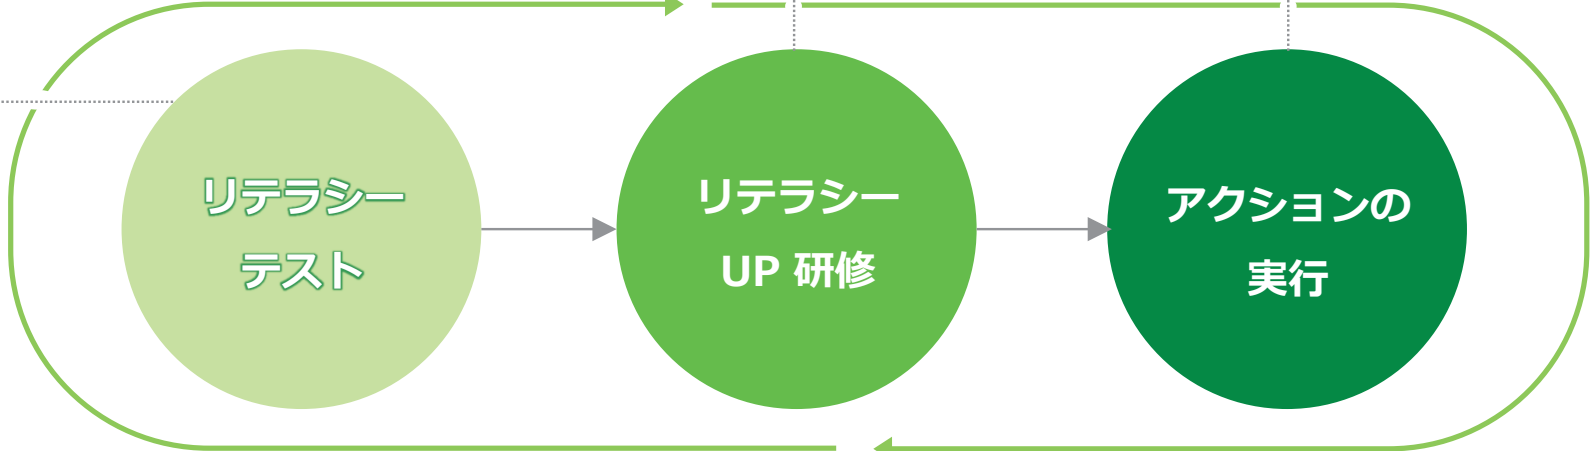 リテラシー
テスト
リテラシー
UP 研修
アクションの
実行